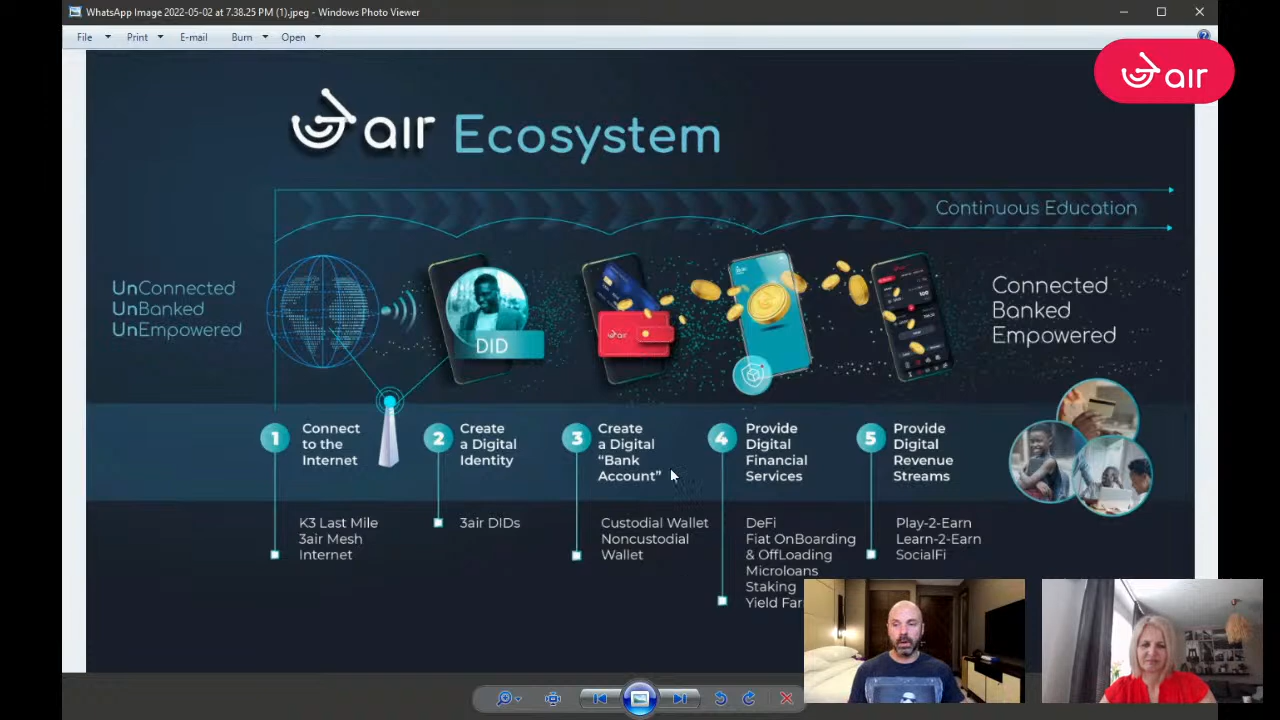 WhatsApp Image 2022-05-02 at 7.38.25 PM (1).jpeg - Windows Photo Viewer
File Print E-mail Burn Open
3air
3air Ecosystem
Continuous Education
UnConnected
UnBanked
UnEmpowered
DID
3air
Connected
Banked
Empowered
1 Connect
to the
Internet
2 Create
a Digital
Identity
3 Create
a Digital
“Bank
Account”
4 Provide
Digital
Financial
Services
5 Provide
Digital
Revenue
Streams
K3 Last Mile
3air Mesh
Internet
3air DIDs
Custodial Wallet
Noncustodial
Wallet
DeFi
Fiat OnBoarding
& OffLoading
Microloans
Staking
Yield
Play-2-Earn
Learn-2-Earn
SocialFi